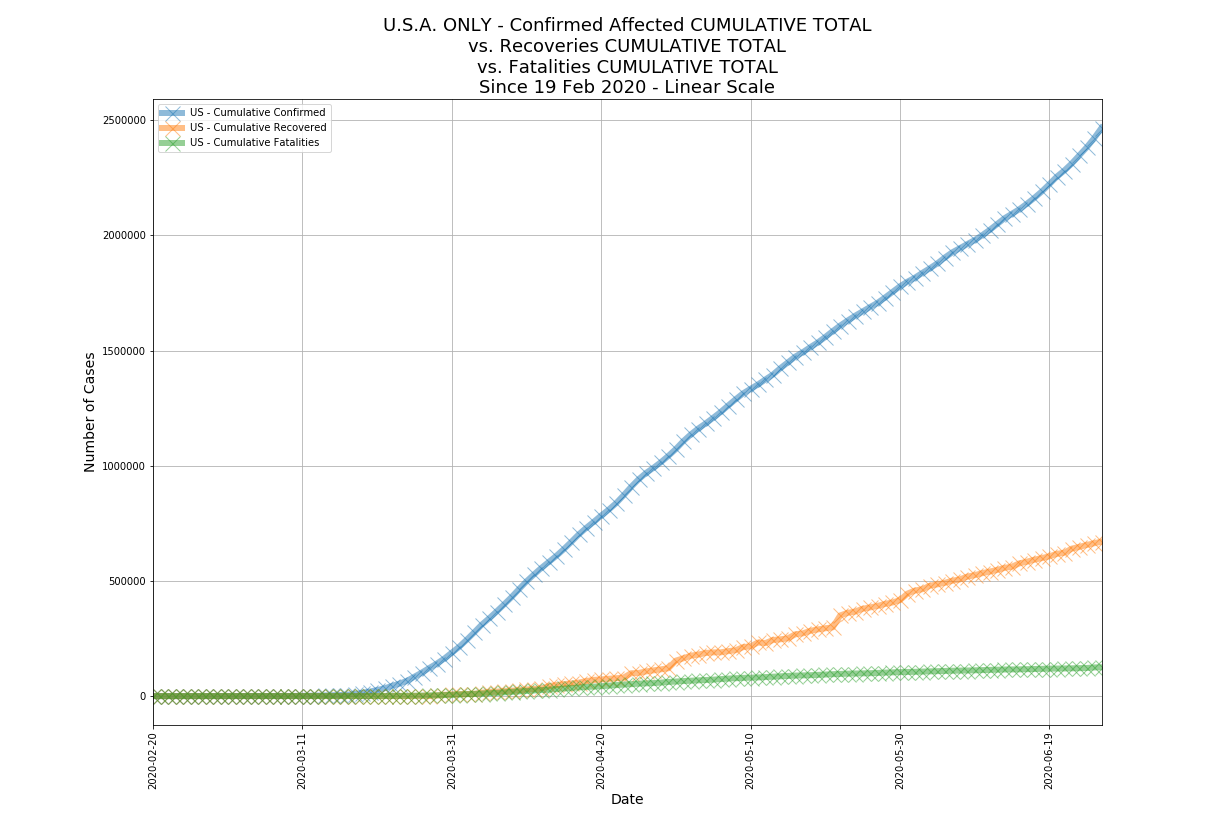 U.S.A. ONLY - Confirmed Affected CUMULATIVE TOTAL
vs. Recoveries CUMULATIVE TOTAL
vs. Fatalities CUMULATIVE TOTAL
Since 19 Feb 2020 - Linear Scale
US - Cumulative Confirmed
US - Cumulative Recovered
US - Cumulative Fatalities
Number of Cases
2500000
2000000
1500000
1000000
500000
0
2020-02-20
2020-03-11
2020-03-31
2020-04-20
2020-05-10
2020-05-30
2020-06-19
Date